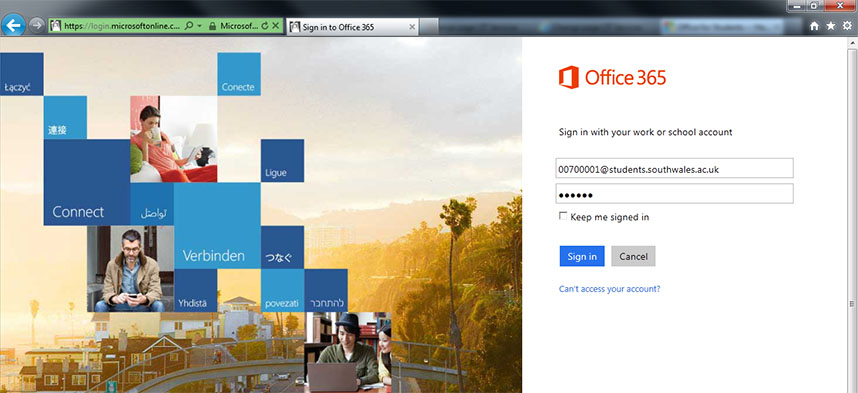 https://login.microsoftonline.c...
Microsof...
Sign in to Office 365
Łączyć
Conecte
連接
Ligue
Connect
تواصَل
Verbinden
つなぐ
Yhdistä
povezati
להתחבר
Office 365
Sign in with your work or school account
00700001@students.southwales.ac.uk
Keep me signed in
Sign in
Cancel
Can't access your account?